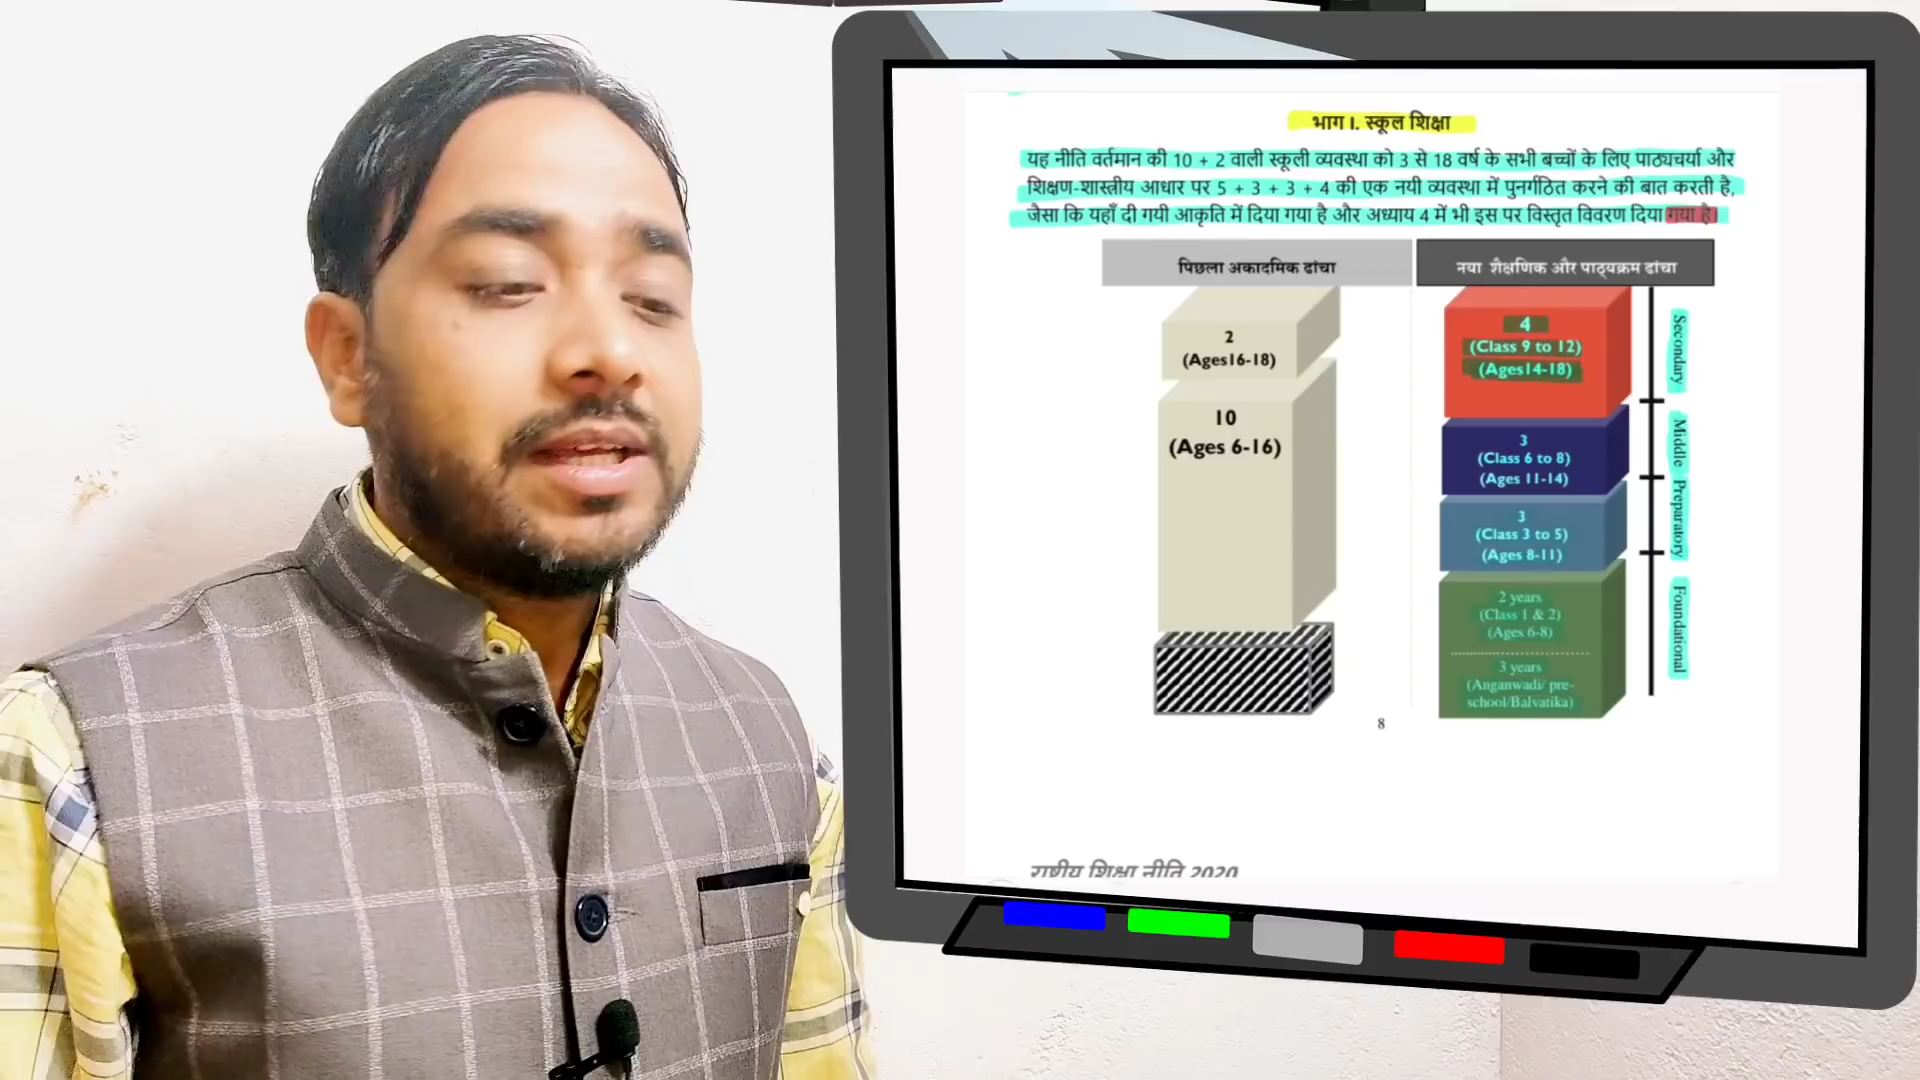 भाग I. स्कूल शिक्षा
यह नीति वर्तमान की 10 + 2 वाली स्कूली व्यवस्था को 3 से 18 वर्ष के सभी बच्चों के लिए पाठ्यचर्या और
शिक्षण-शास्त्रीय आधार पर 5 + 3 + 3 + 4 की एक नयी व्यवस्था में पुनर्गठित करने की बात करती है,
जैसा कि यहाँ दी गयी आकृति में दिया गया है और अध्याय 4 में भी इस पर विस्तृत विवरण दिया गया है।
पिछला अकादमिक ढांचा
2
(Ages16-18)
10
(Ages 6-16)
नया शैक्षणिक और पाठ्यक्रम ढांचा
4
(Class 9 to 12)
(Ages14-18)
Secondary
3
(Class 6 to 8)
(Ages 11-14)
Middle
3
(Class 3 to 5)
(Ages 8-11)
Preparatory
2 years
(Class 1 & 2)
(Ages 6-8)
3 years
(Anganwadi/ pre-
school/Balvatika)
Foundational
8
राष्ट्रीय शिक्षा नीति 2020